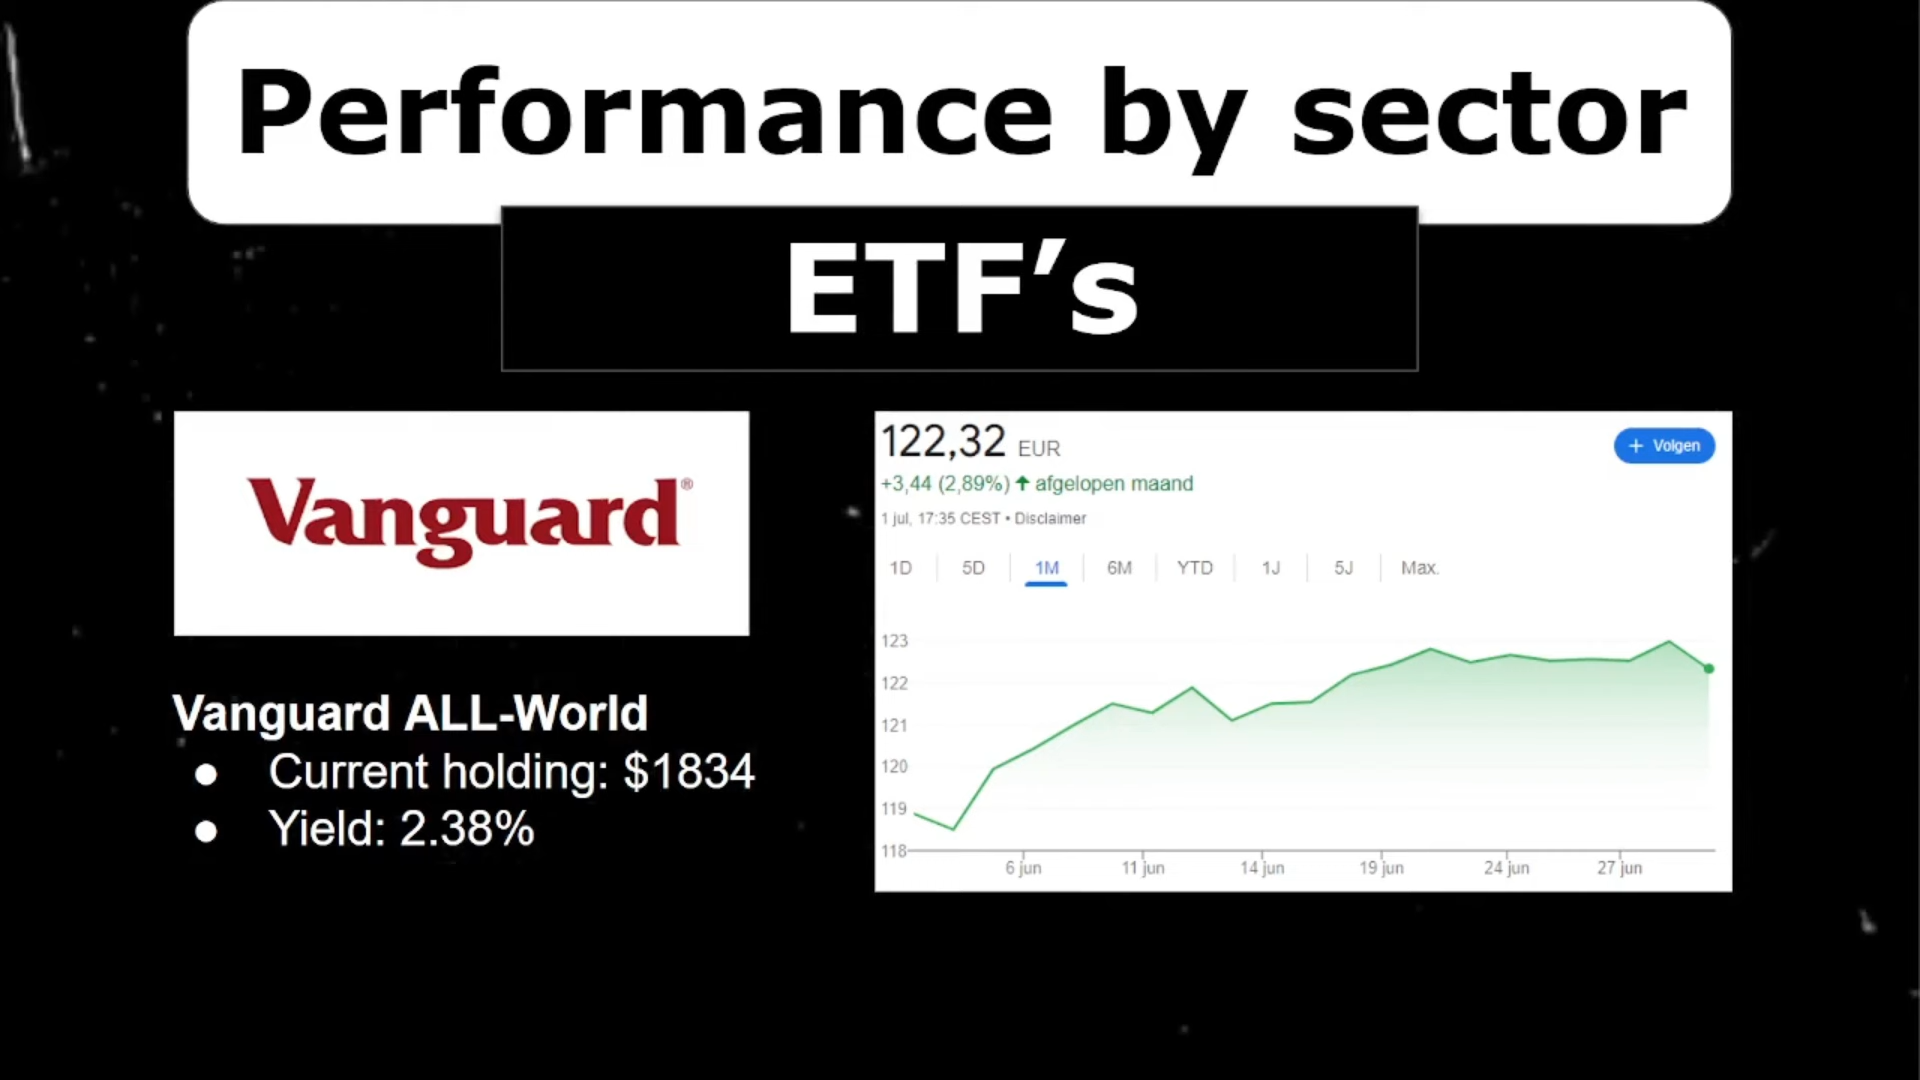 Performance by sector
ETF’s
Vanguard®
Vanguard ALL-World
● Current holding: $1834
● Yield: 2.38%
122,32 EUR
+ Volgen
+3,44 (2,89%) ↑ afgelopen maand
1 jul, 17:35 CEST • Disclaimer
1D 5D 1M 6M YTD 1J 5J Max.
123
122
121
120
119
118
6 jun 11 jun 14 jun 19 jun 24 jun 27 jun